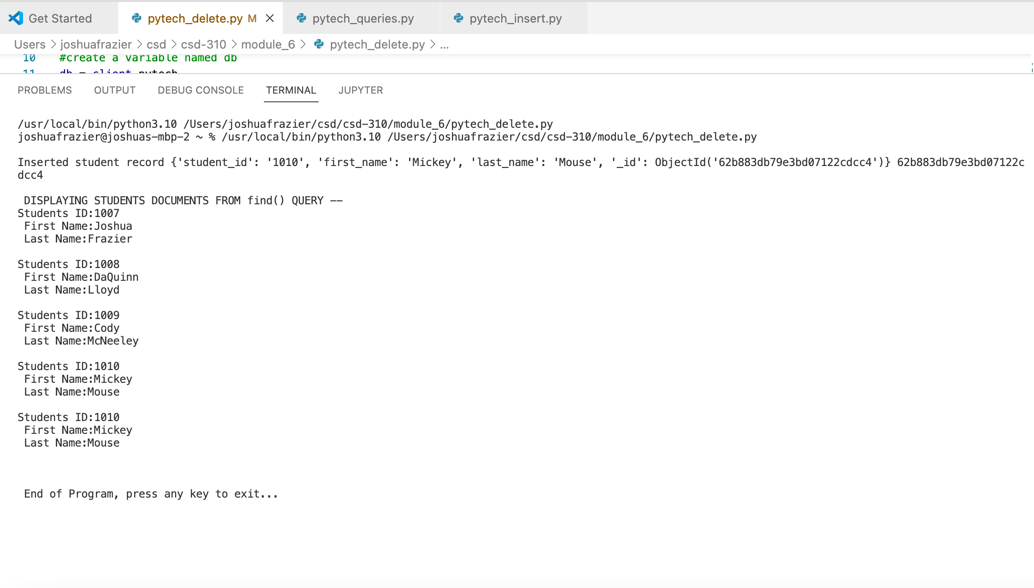 Get Started
pytech_delete.py M
pytech_queries.py
pytech_insert.py
Users > joshuafrazier > csd > csd-310 > module_6 > pytech_delete.py > ...
10 #create a variable named db
11 db = client.pytech
PROBLEMS OUTPUT DEBUG CONSOLE TERMINAL JUPYTER
/usr/local/bin/python3.10 /Users/joshuafrazier/csd/csd-310/module_6/pytech_delete.py
joshuafrazier@joshuas-mbp-2 ~ % /usr/local/bin/python3.10 /Users/joshuafrazier/csd/csd-310/module_6/pytech_delete.py
Inserted student record {'student_id': '1010', 'first_name': 'Mickey', 'last_name': 'Mouse', '_id': ObjectId('62b883db79e3bd07122cdcc4')} 62b883db79e3bd07122c
dcc4
DISPLAYING STUDENTS DOCUMENTS FROM find() QUERY --
Students ID:1007
First Name:Joshua
Last Name:Frazier
Students ID:1008
First Name:DaQuinn
Last Name:Lloyd
Students ID:1009
First Name:Cody
Last Name:McNeeley
Students ID:1010
First Name:Mickey
Last Name:Mouse
Students ID:1010
First Name:Mickey
Last Name:Mouse
End of Program, press any key to exit...